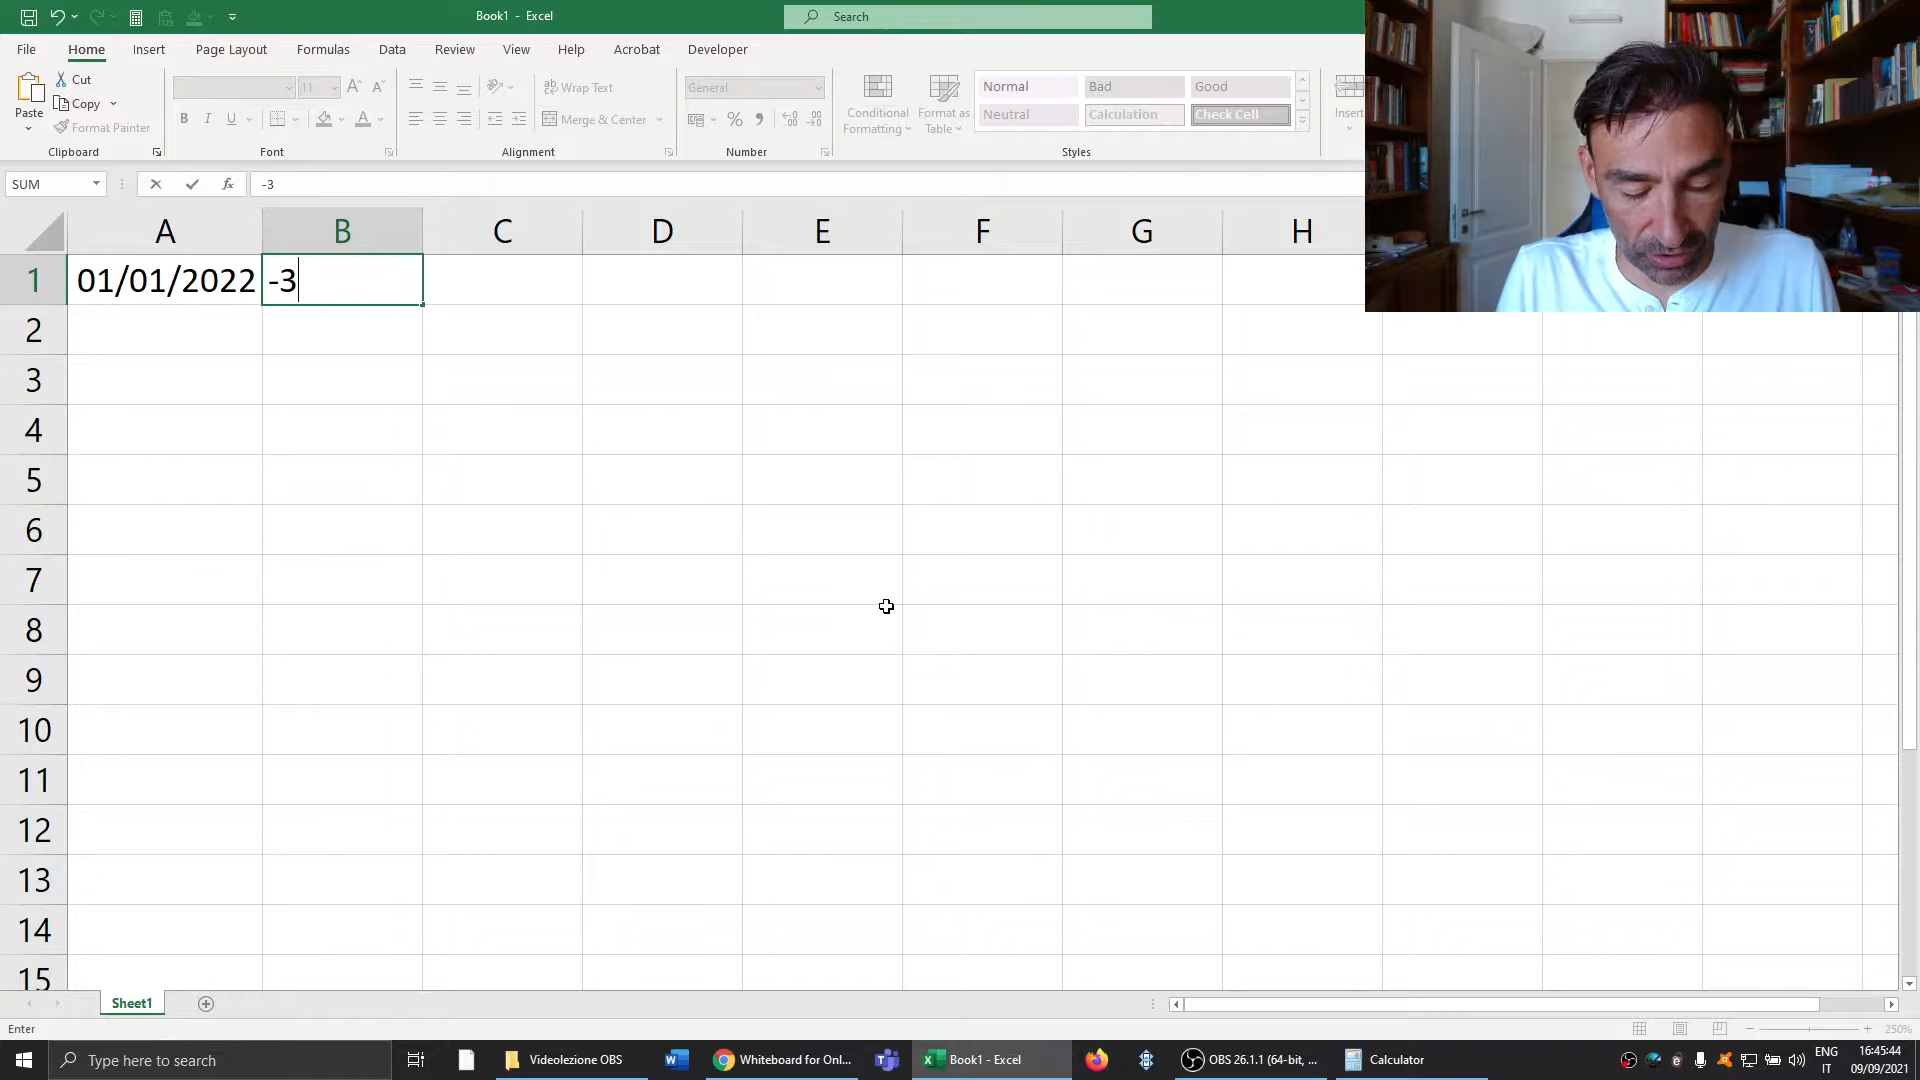 Book1 - Excel
Search
File Home Insert Page Layout Formulas Data Review View Help Acrobat Developer
Paste
Cut
Copy
Format Painter
Clipboard
11
Font
Wrap Text
Merge & Center
Alignment
General
Number
Conditional Formatting
Format as Table
Normal Bad Good
Neutral Calculation Check Cell
Styles
Insert
SUM
-3
A B C D E F G H
1 01/01/2022 -3
2
3
4
5
6
7
8
9
10
11
12
13
14
15
Sheet1
Enter
250%
Type here to search
Videolezione OBS
Whiteboard for Onl...
Book1 - Excel
OBS 26.1.1 (64-bit, ...
Calculator
ENG
IT
16:45:44
09/09/2021